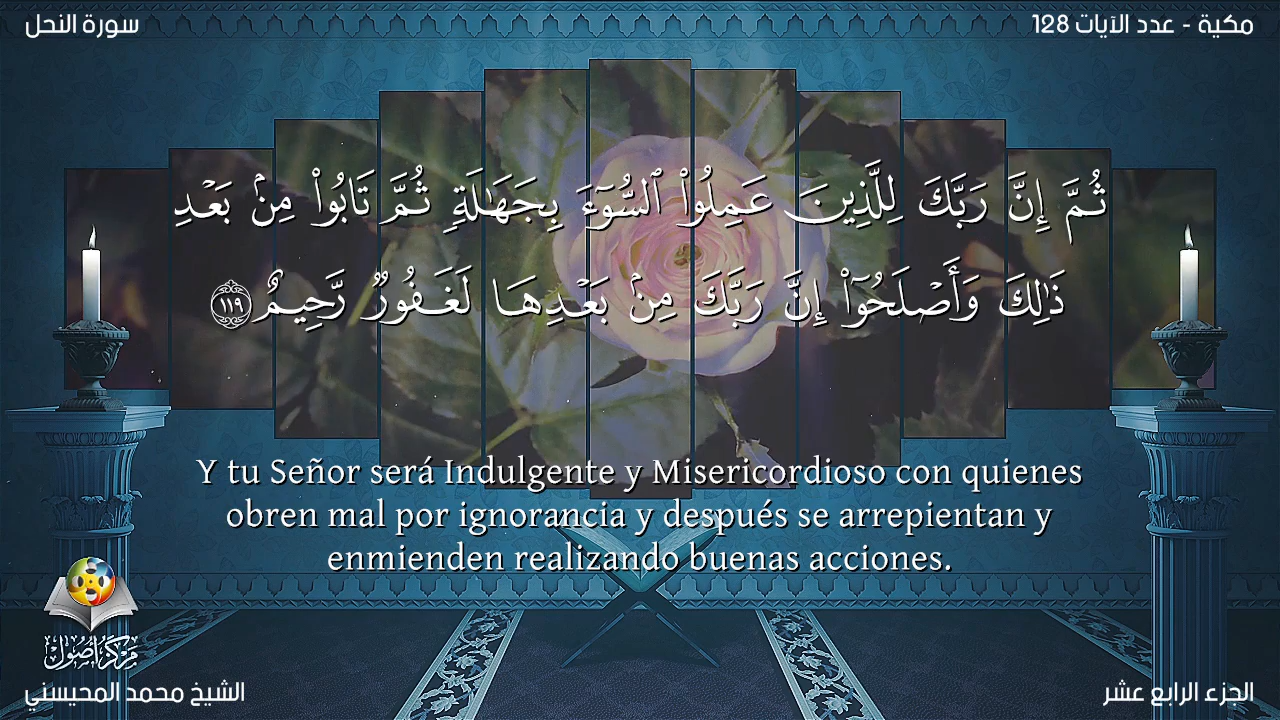 سورة النحل
مكية - عدد الآيات 128
ثُمَّ إِنَّ رَبَّكَ لِلَّذِينَ عَمِلُوا۟ ٱلسُّوٓءَ بِجَهَـٰلَةٍۢ ثُمَّ تَابُوا۟ مِنۢ بَعْدِ
ذَٰلِكَ وَأَصْلَحُوٓا۟ إِنَّ رَبَّكَ مِنۢ بَعْدِهَا لَغَفُورٌۭ رَّحِيمٌ ١١٩
Y tu Señor será Indulgente y Misericordioso con quienes
obren mal por ignorancia y después se arrepientan y
enmienden realizando buenas acciones.
مركز أصول
الشيخ محمد المحيسني
الجزء الرابع عشر